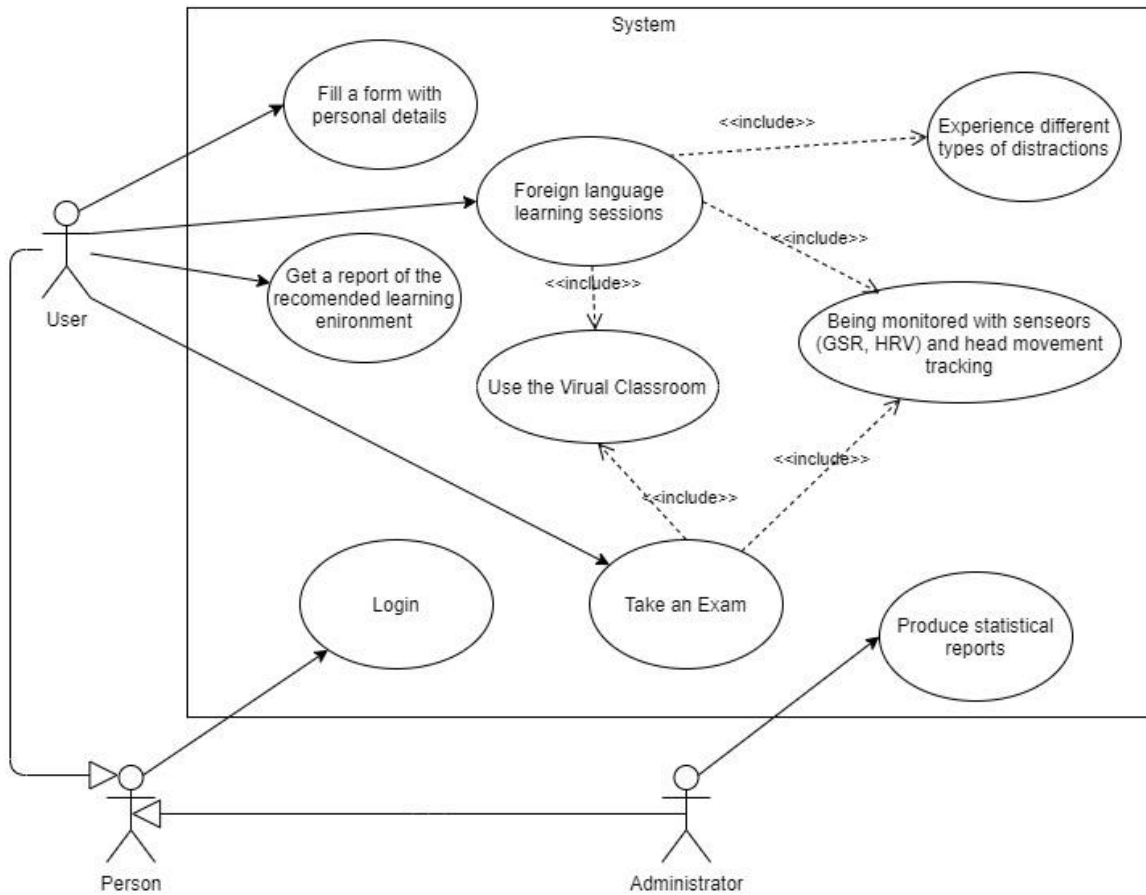 System
Fill a form with
personal details
<<include>>
Experience different
types of distractions
Foreign language
learning sessions
<<include>>
<<include>>
Get a report of the
recomended learning
enironment
User
Being monitored with senseors
(GSR, HRV) and head movement
tracking
Use the Virual Classroom
<<include>>
<<include>>
Login
Take an Exam
Produce statistical
reports
Person
Administrator